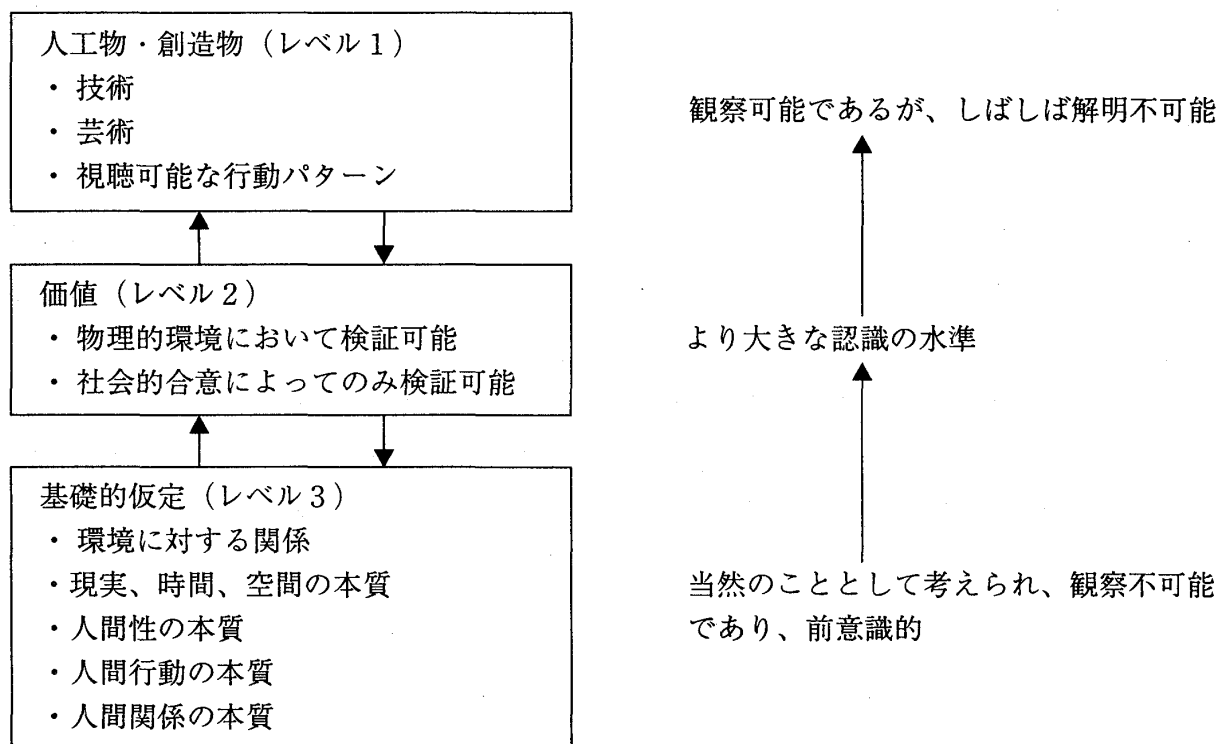 人工物・創造物（レベル１）
・ 技術
・ 芸術
・ 視聴可能な行動パターン
観察可能であるが、しばしば解明不可能
価値（レベル２）
・ 物理的環境において検証可能
・ 社会的合意によってのみ検証可能
より大きな認識の水準
基礎的仮定（レベル３）
・ 環境に対する関係
・現実、時間、空間の本質
・人間性の本質
・人間行動の本質
・人間関係の本質
当然のこととして考えられ、観察不可能
であり、前意識的